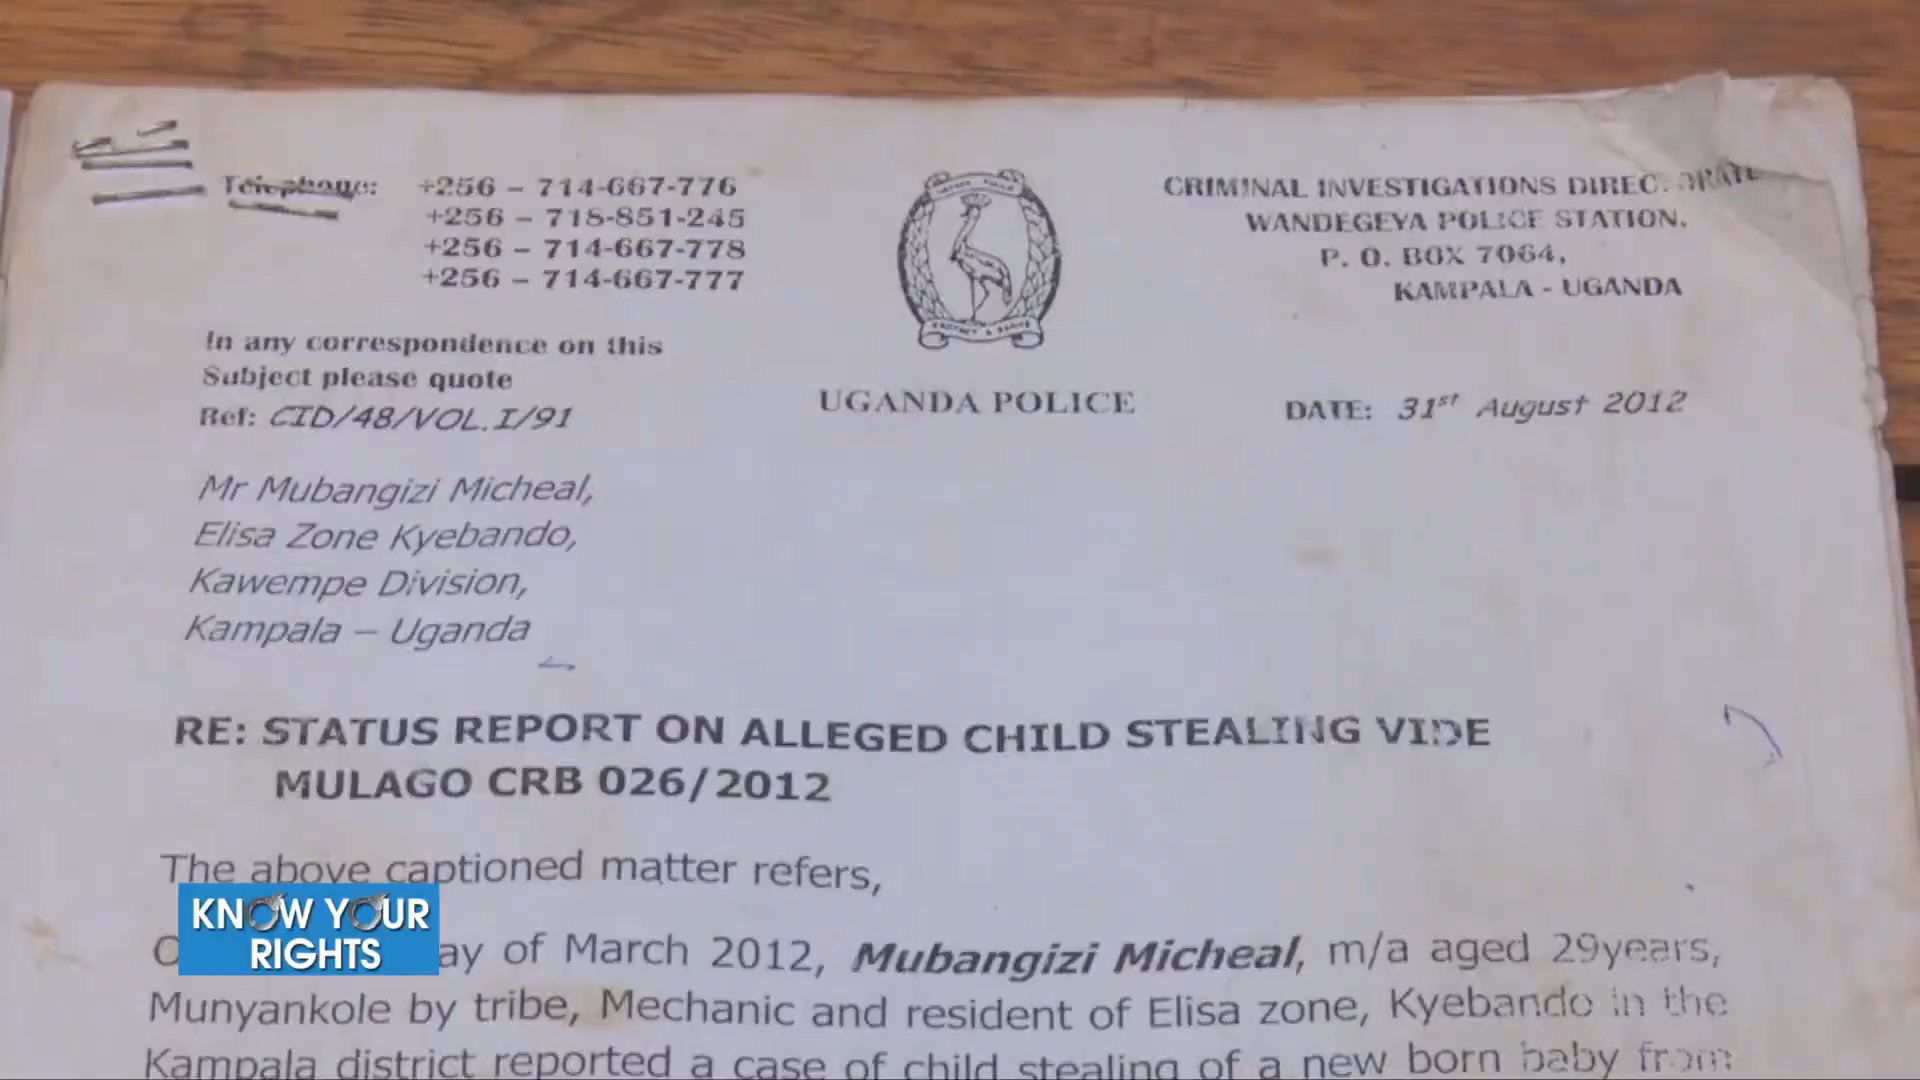 Telephone: +256 – 714-667-776
+256 – 718-851-245
+256 – 714-667-778
+256 – 714-667-777
CRIMINAL INVESTIGATIONS DIRECTORATE
WANDEGEYA POLICE STATION,
P. O. BOX 7064,
KAMPALA - UGANDA
In any correspondence on this
Subject please quote
Ref: CID/48/VOL.I/91
PROTECT & SERVE
UGANDA POLICE
DATE: 31st August 2012
Mr Mubangizi Micheal,
Elisa Zone Kyebando,
Kawempe Division,
Kampala – Uganda
RE: STATUS REPORT ON ALLEGED CHILD STEALING VIDE
MULAGO CRB 026/2012
The above captioned matter refers,
ay of March 2012, Mubangizi Micheal, m/a aged 29years,
Munyankole by tribe, Mechanic and resident of Elisa zone, Kyebando in the
Kampala district reported a case of child stealing of a new born baby from
KNOW YOUR
RIGHTS